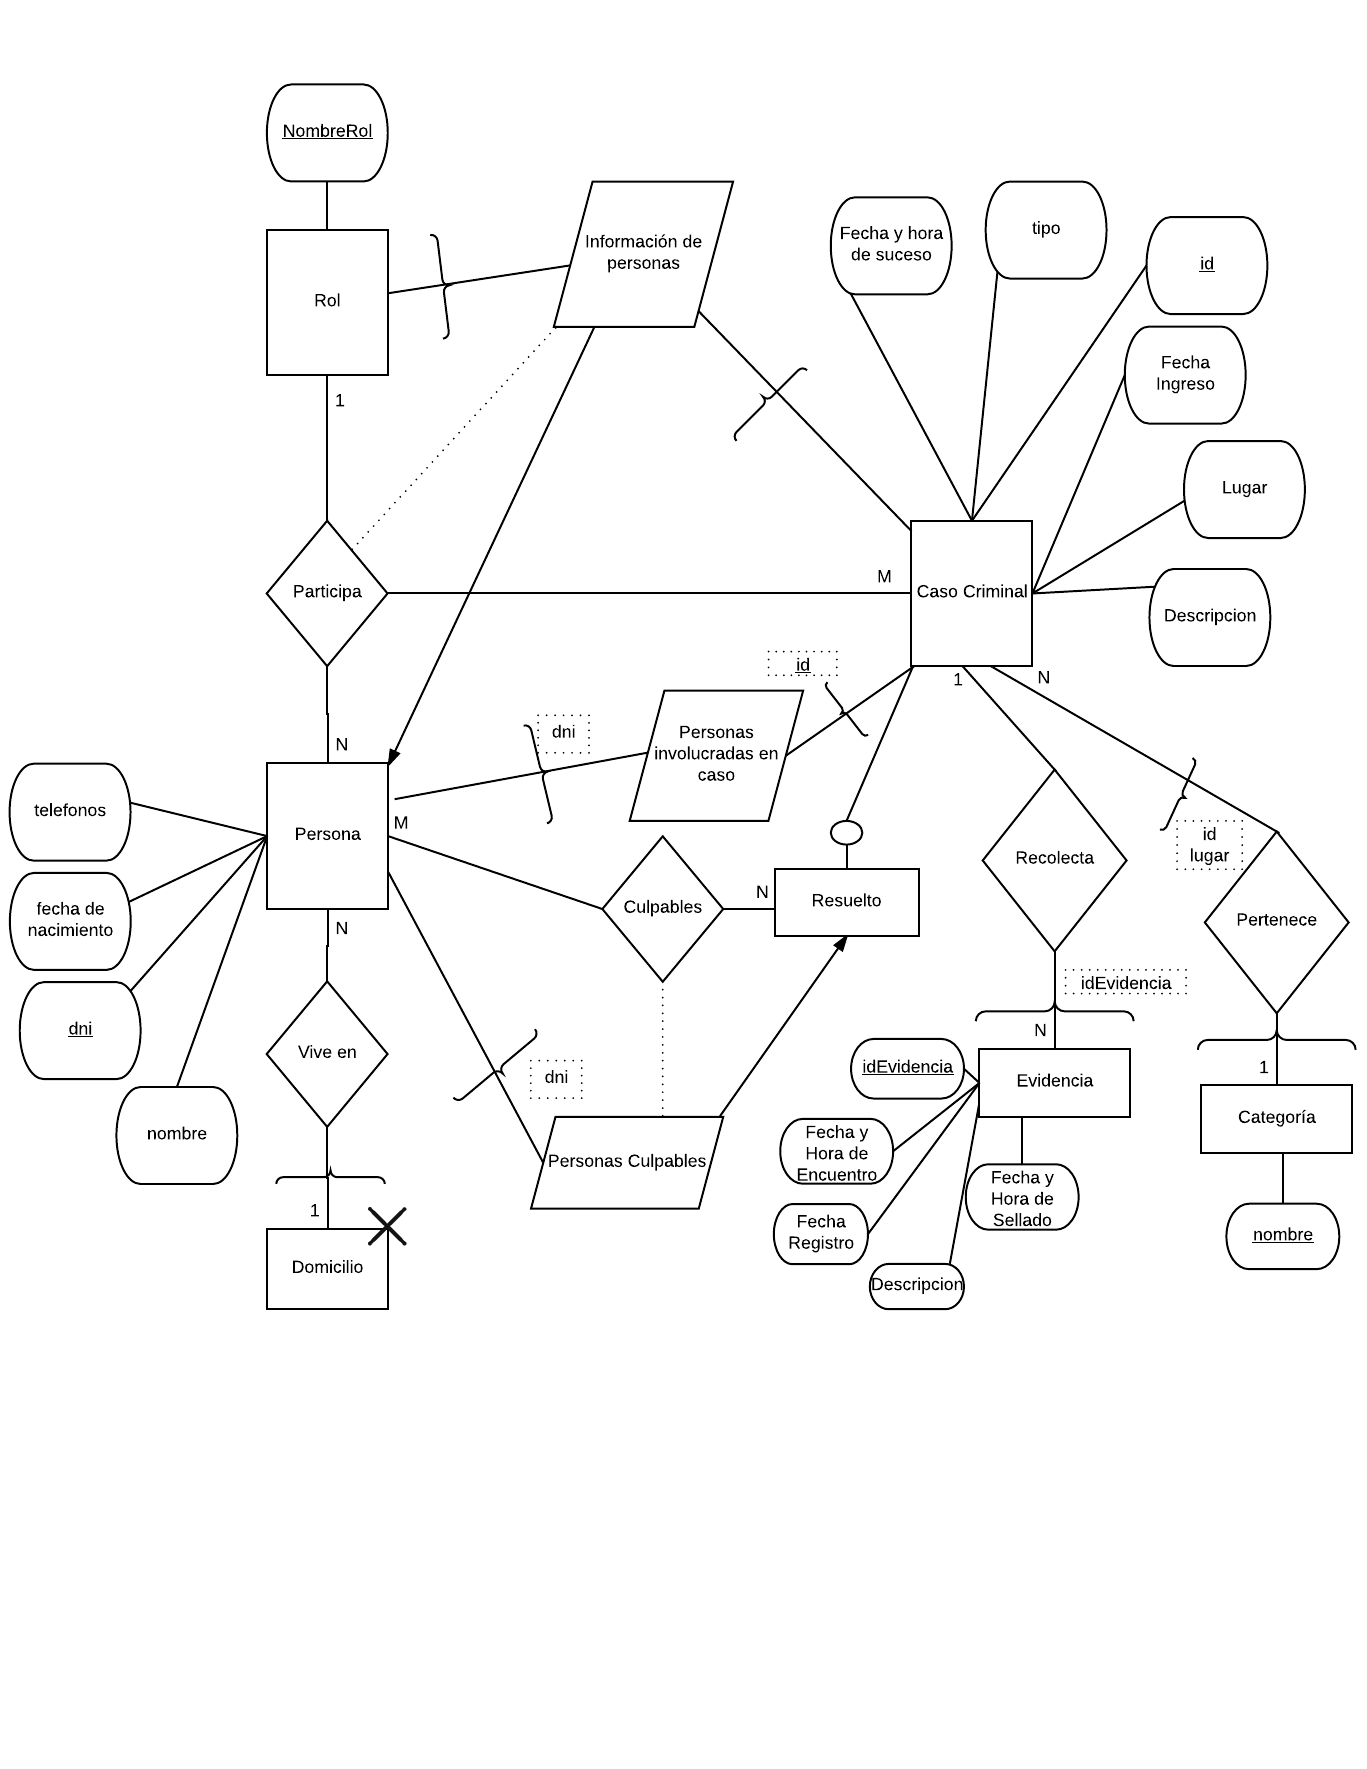 NombreRol
Rol
Información de
personas
Fecha y hora
de suceso
tipo
id
Fecha
Ingreso
1
Lugar
Participa
M
Caso Criminal
Descripcion
id
1
N
dni
Personas
involucradas en
caso
N
telefonos
Persona
M
id
lugar
Recolecta
Culpables
N
Resuelto
Pertenece
fecha de
nacimiento
N
idEvidencia
dni
Vive en
N
dni
idEvidencia
Evidencia
1
Categoría
nombre
Personas Culpables
Fecha y
Hora de
Encuentro
Fecha y
Hora de
Sellado
1
Fecha
Registro
nombre
Domicilio
Descripcion